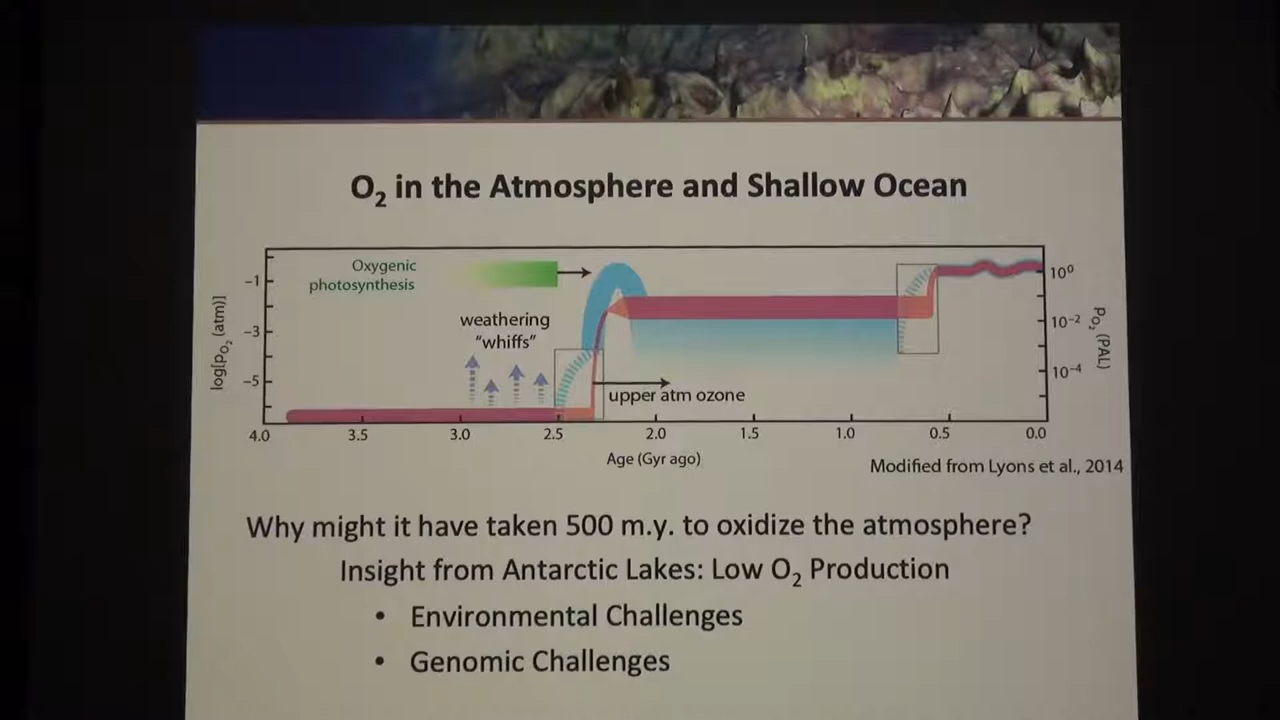 O₂ in the Atmosphere and Shallow Ocean
Oxygenic
photosynthesis
weathering
"whiffs"
upper atm ozone
log[pO₂ (atm)]
−1
−3
−5
10⁰
10⁻²
10⁻⁴
PO₂ (PAL)
4.0 3.5 3.0 2.5 2.0 1.5 1.0 0.5 0.0
Age (Gyr ago)
Modified from Lyons et al., 2014
Why might it have taken 500 m.y. to oxidize the atmosphere?
Insight from Antarctic Lakes: Low O₂ Production
• Environmental Challenges
• Genomic Challenges